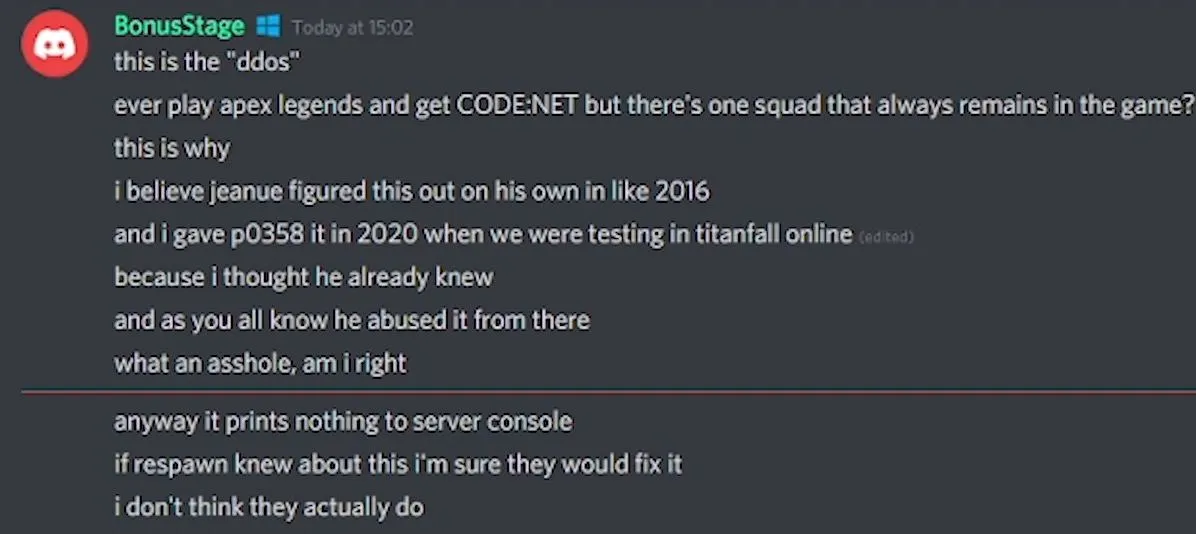 BonusStage Today at 15:02
this is the "ddos"
ever play apex legends and get CODE:NET but there's one squad that always remains in the game?
this is why
i believe jeanue figured this out on his own in like 2016
and i gave p0358 it in 2020 when we were testing in titanfall online (edited)
because i thought he already knew
and as you all know he abused it from there
what an asshole, am i right
anyway it prints nothing to server console
if respawn knew about this i'm sure they would fix it
i don't think they actually do